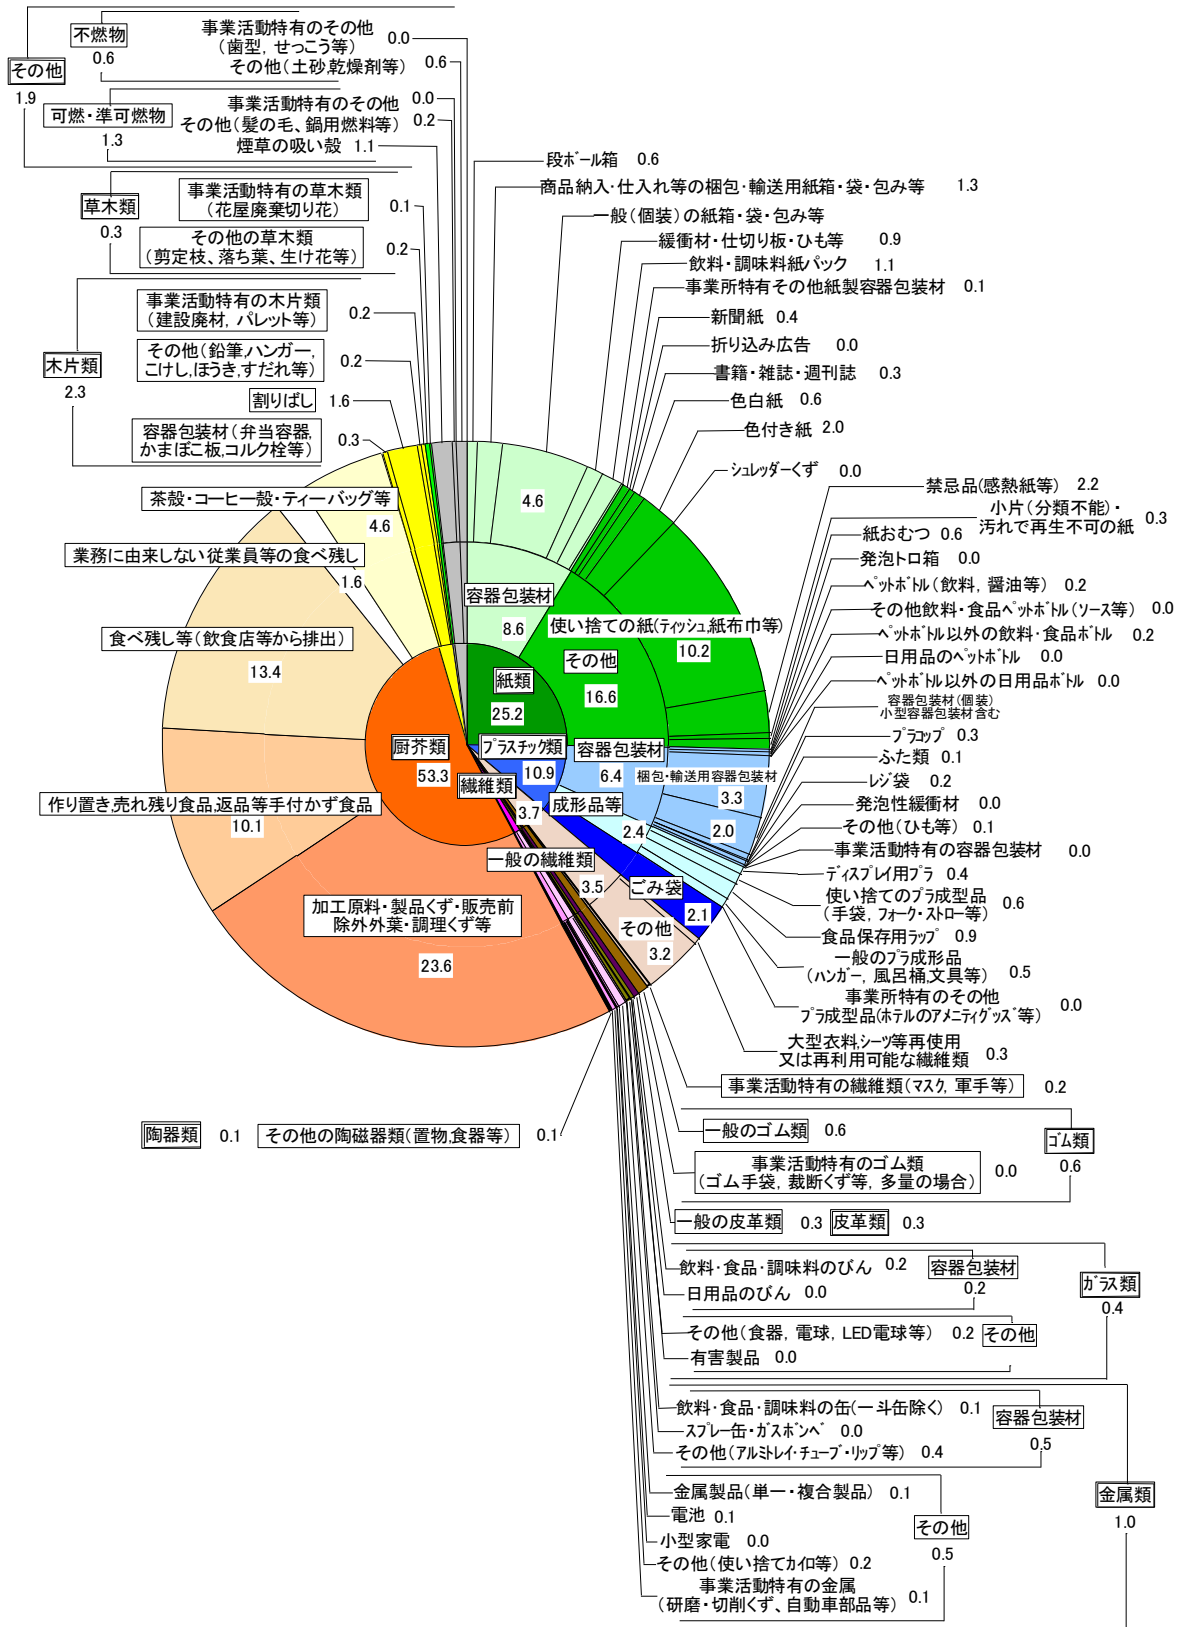 その他
1.9
不燃物
0.6
事業活動特有のその他
(歯型, せっこう等)
0.0
その他(土砂,乾燥剤等)
0.6
可燃・準可燃物
1.3
事業活動特有のその他
0.0
その他(髪の毛、鍋用燃料等)
0.2
煙草の吸い殻
1.1
草木類
0.3
事業活動特有の草木類
(花屋廃棄切り花)
0.1
その他の草木類
(剪定枝、落ち葉、生け花等)
0.2
木片類
2.3
事業活動特有の木片類
(建設廃材, パレット等)
0.2
その他(鉛筆,ハンガー,
こけし,ほうき,すだれ等)
0.2
割りばし
1.6
容器包装材(弁当容器,
かまぼこ板,コルク栓等)
0.3
茶殻・コーヒー殻・ティーバッグ等
4.6
業務に由来しない従業員等の食べ残し
1.6
食べ残し等(飲食店等から排出)
13.4
厨芥類
53.3
作り置き,売れ残り食品,返品等手付かず食品
10.1
加工原料・製品くず・販売前
除外外葉・調理くず等
23.6
段ボール箱 0.6
商品納入・仕入れ等の梱包・輸送用紙箱・袋・包み等 1.3
一般(個装)の紙箱・袋・包み等
4.6
緩衝材・仕切り板・ひも等 0.9
飲料・調味料紙パック 1.1
事業所特有その他紙製容器包装材 0.1
新聞紙 0.4
折り込み広告 0.0
書籍・雑誌・週刊誌 0.3
色白紙 0.6
色付き紙 2.0
シュレッダーくず 0.0
禁忌品(感熱紙等) 2.2
小片(分類不能)・
汚れで再生不可の紙
0.3
紙おむつ 0.6
容器包装材
8.6
使い捨ての紙(ティッシュ,紙布巾等)
10.2
その他
16.6
紙類
25.2
発泡トロ箱 0.0
ペットボトル(飲料, 醤油等) 0.2
その他飲料・食品ペットボトル(ソース等) 0.0
ペットボトル以外の飲料・食品ボトル 0.2
日用品のペットボトル 0.0
ペットボトル以外の日用品ボトル 0.0
容器包装材(個装)
小型容器包装材含む
プラスチック類
10.9
容器包装材
6.4
梱包・輸送用容器包装材
3.3
2.0
プラコップ 0.3
ふた類 0.1
レジ袋 0.2
発泡性緩衝材 0.0
その他(ひも等) 0.1
事業活動特有の容器包装材 0.0
成形品等
2.4
ディスプレイ用プラ 0.4
使い捨てのプラ成型品
(手袋, フォーク・ストロー等)
0.6
食品保存用ラップ 0.9
一般のプラ成形品
(ハンガー, 風呂桶,文具等)
0.5
事業所特有のその他
プラ成型品(ホテルのアメニティグッズ等)
0.0
ごみ袋
2.1
繊維類
3.7
一般の繊維類
3.5
その他
3.2
大型衣料,シーツ等再使用
又は再利用可能な繊維類
0.3
事業活動特有の繊維類(マスク, 軍手等)
0.2
陶器類 0.1
その他の陶磁器類(置物,食器等) 0.1
一般のゴム類 0.6
ゴム類
0.6
事業活動特有のゴム類
(ゴム手袋, 裁断くず等, 多量の場合)
0.0
一般の皮革類 0.3
皮革類 0.3
飲料・食品・調味料のびん 0.2
容器包装材
0.2
日用品のびん 0.0
ガラス類
0.4
その他(食器, 電球, LED電球等) 0.2
その他
有害製品 0.0
飲料・食品・調味料の缶(一斗缶除く) 0.1
容器包装材
0.5
スプレー缶・ガスボンベ 0.0
その他(アルミトレイ・チューブ・リップ等) 0.4
金属製品(単一・複合製品) 0.1
金属類
1.0
電池 0.1
その他
0.5
小型家電 0.0
その他(使い捨てカイロ等) 0.2
事業活動特有の金属
(研磨・切削くず、自動車部品等)
0.1